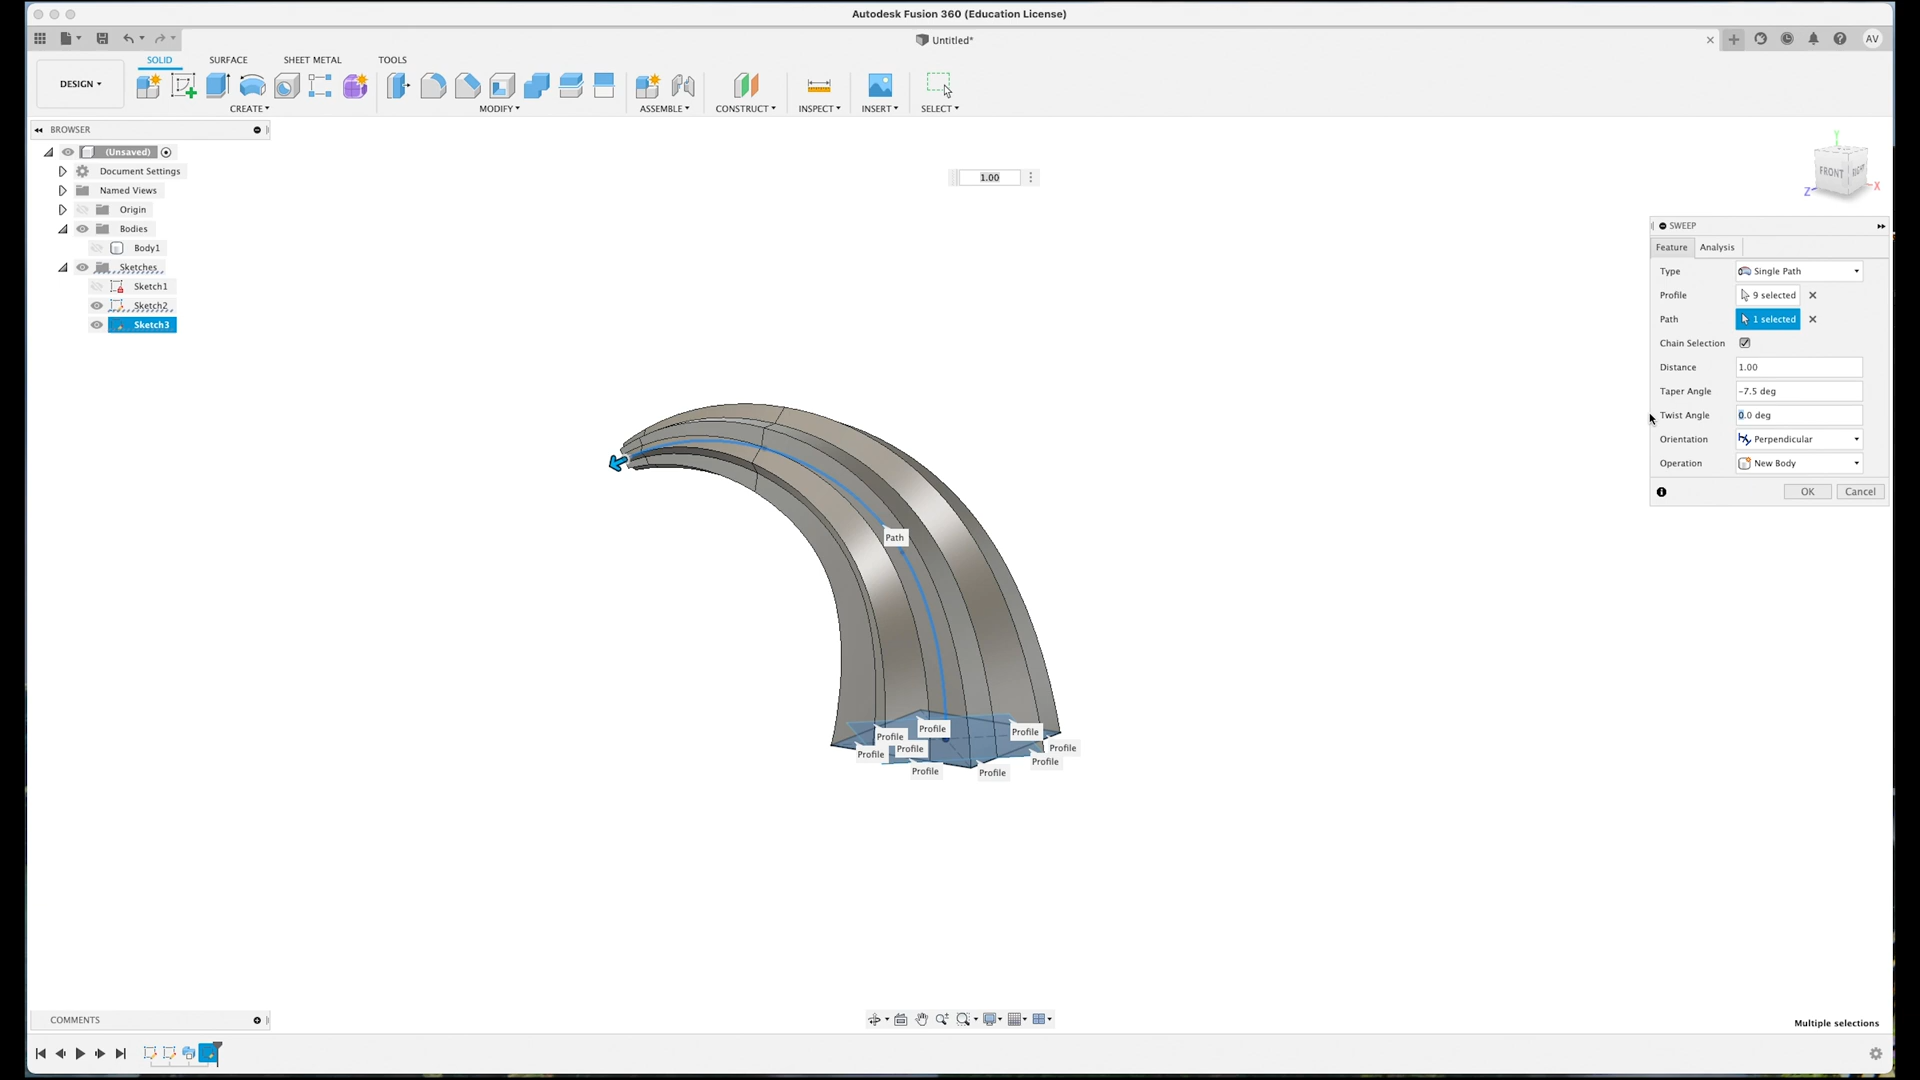 Autodesk Fusion 360 (Education License)
Untitled*
AV
DESIGN
SOLID
SURFACE
SHEET METAL
TOOLS
CREATE
MODIFY
ASSEMBLE
CONSTRUCT
INSPECT
INSERT
SELECT
BROWSER
(Unsaved)
Document Settings
Named Views
Origin
Bodies
Body1
Sketches
Sketch1
Sketch2
Sketch3
1.00
Y
FRONT
RIGHT
Z
X
SWEEP
Feature
Analysis
Type
Single Path
Profile
9 selected
Path
1 selected
Chain Selection
Distance
1.00
Taper Angle
-7.5 deg
Twist Angle
0.0 deg
Orientation
Perpendicular
Operation
New Body
OK
Cancel
Path
Profile
Profile
Profile
Profile
Profile
Profile
Profile
Profile
Profile
COMMENTS
Multiple selections